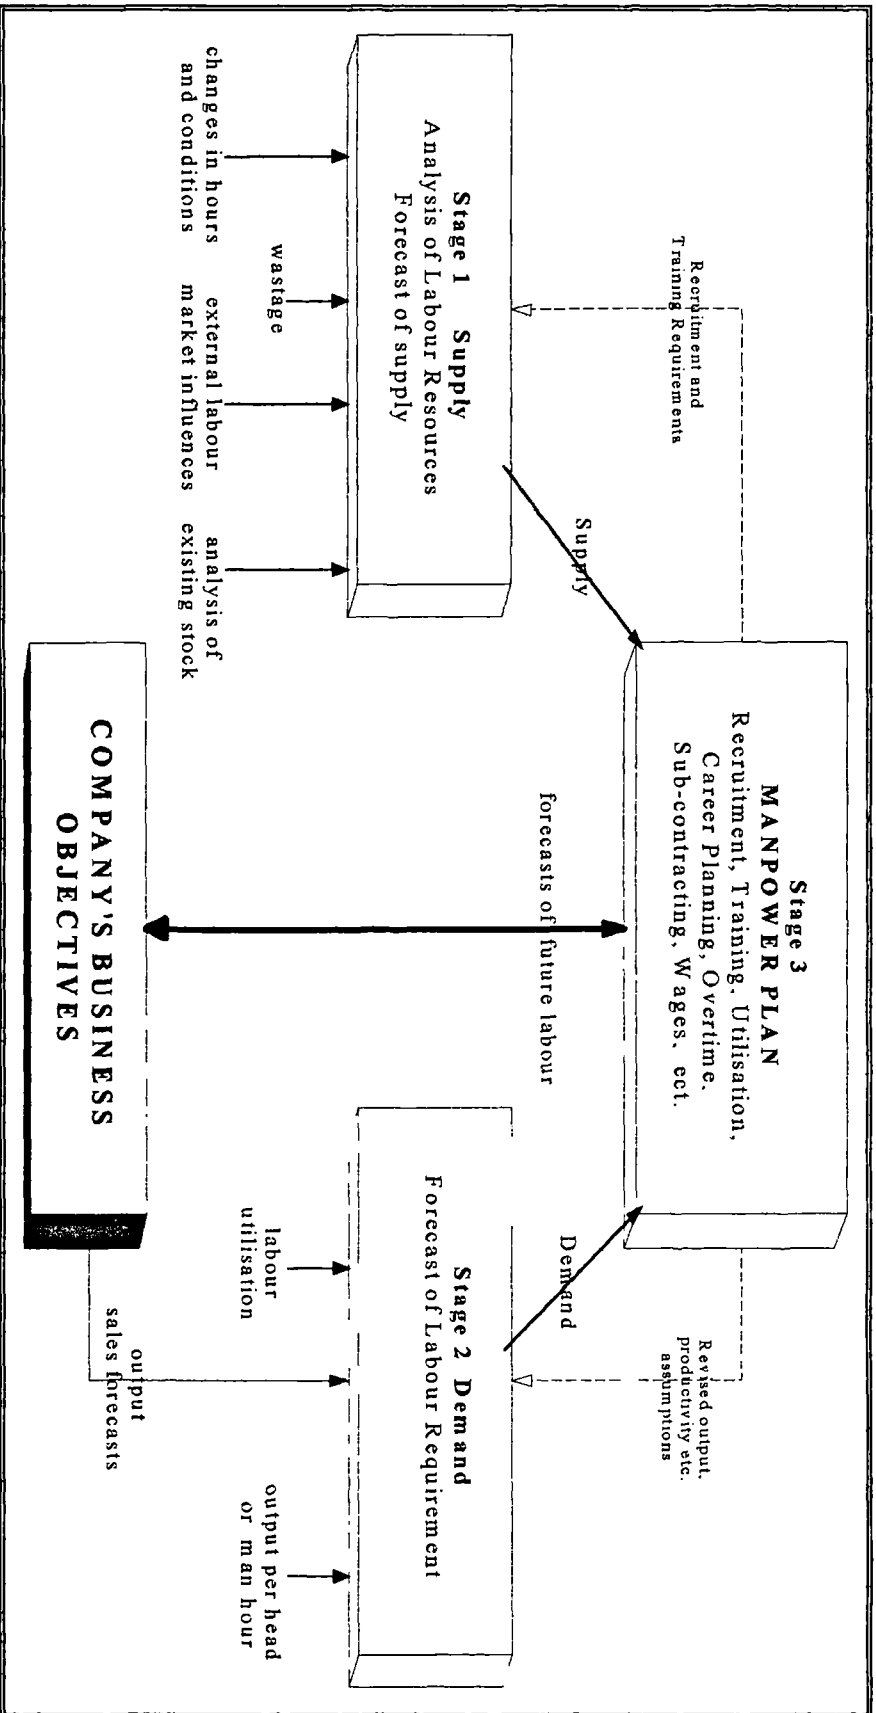 Stage 3
MANPOWER PLAN
Recruitment, Training, Utilisation,
Career Planning, Overtime.
Sub-contracting, Wages, ect.
Recruitment and
Training Requirements
Revised output,
productivity etc.
assumptions
Supply
forecasts of future labour
Demand
Stage 1 Supply
Analysis of Labour Resources
Forecast of supply
Stage 2 Demand
Forecast of Labour Requirement
changes in hours
and conditions
wastage
external labour
market influences
analysis of
existing stock
labour
utilisation
output
sales forecasts
output per head
or man hour
COMPANY'S BUSINESS
OBJECTIVES